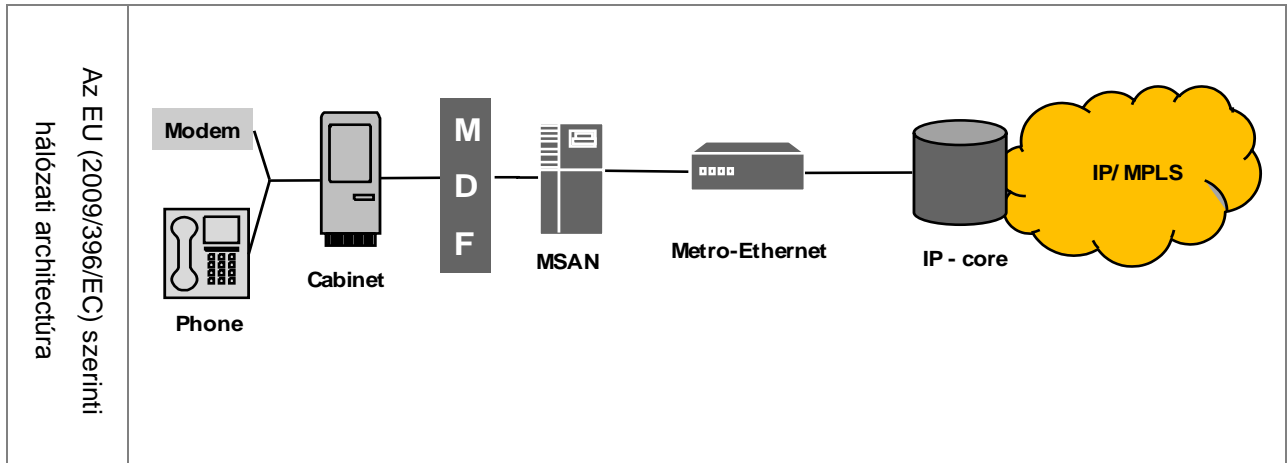 Az EU (2009/396/EC) szerinti
hálózati architectúra
Modem
Phone
Cabinet
M
D
F
MSAN
Metro-Ethernet
IP - core
IP/ MPLS